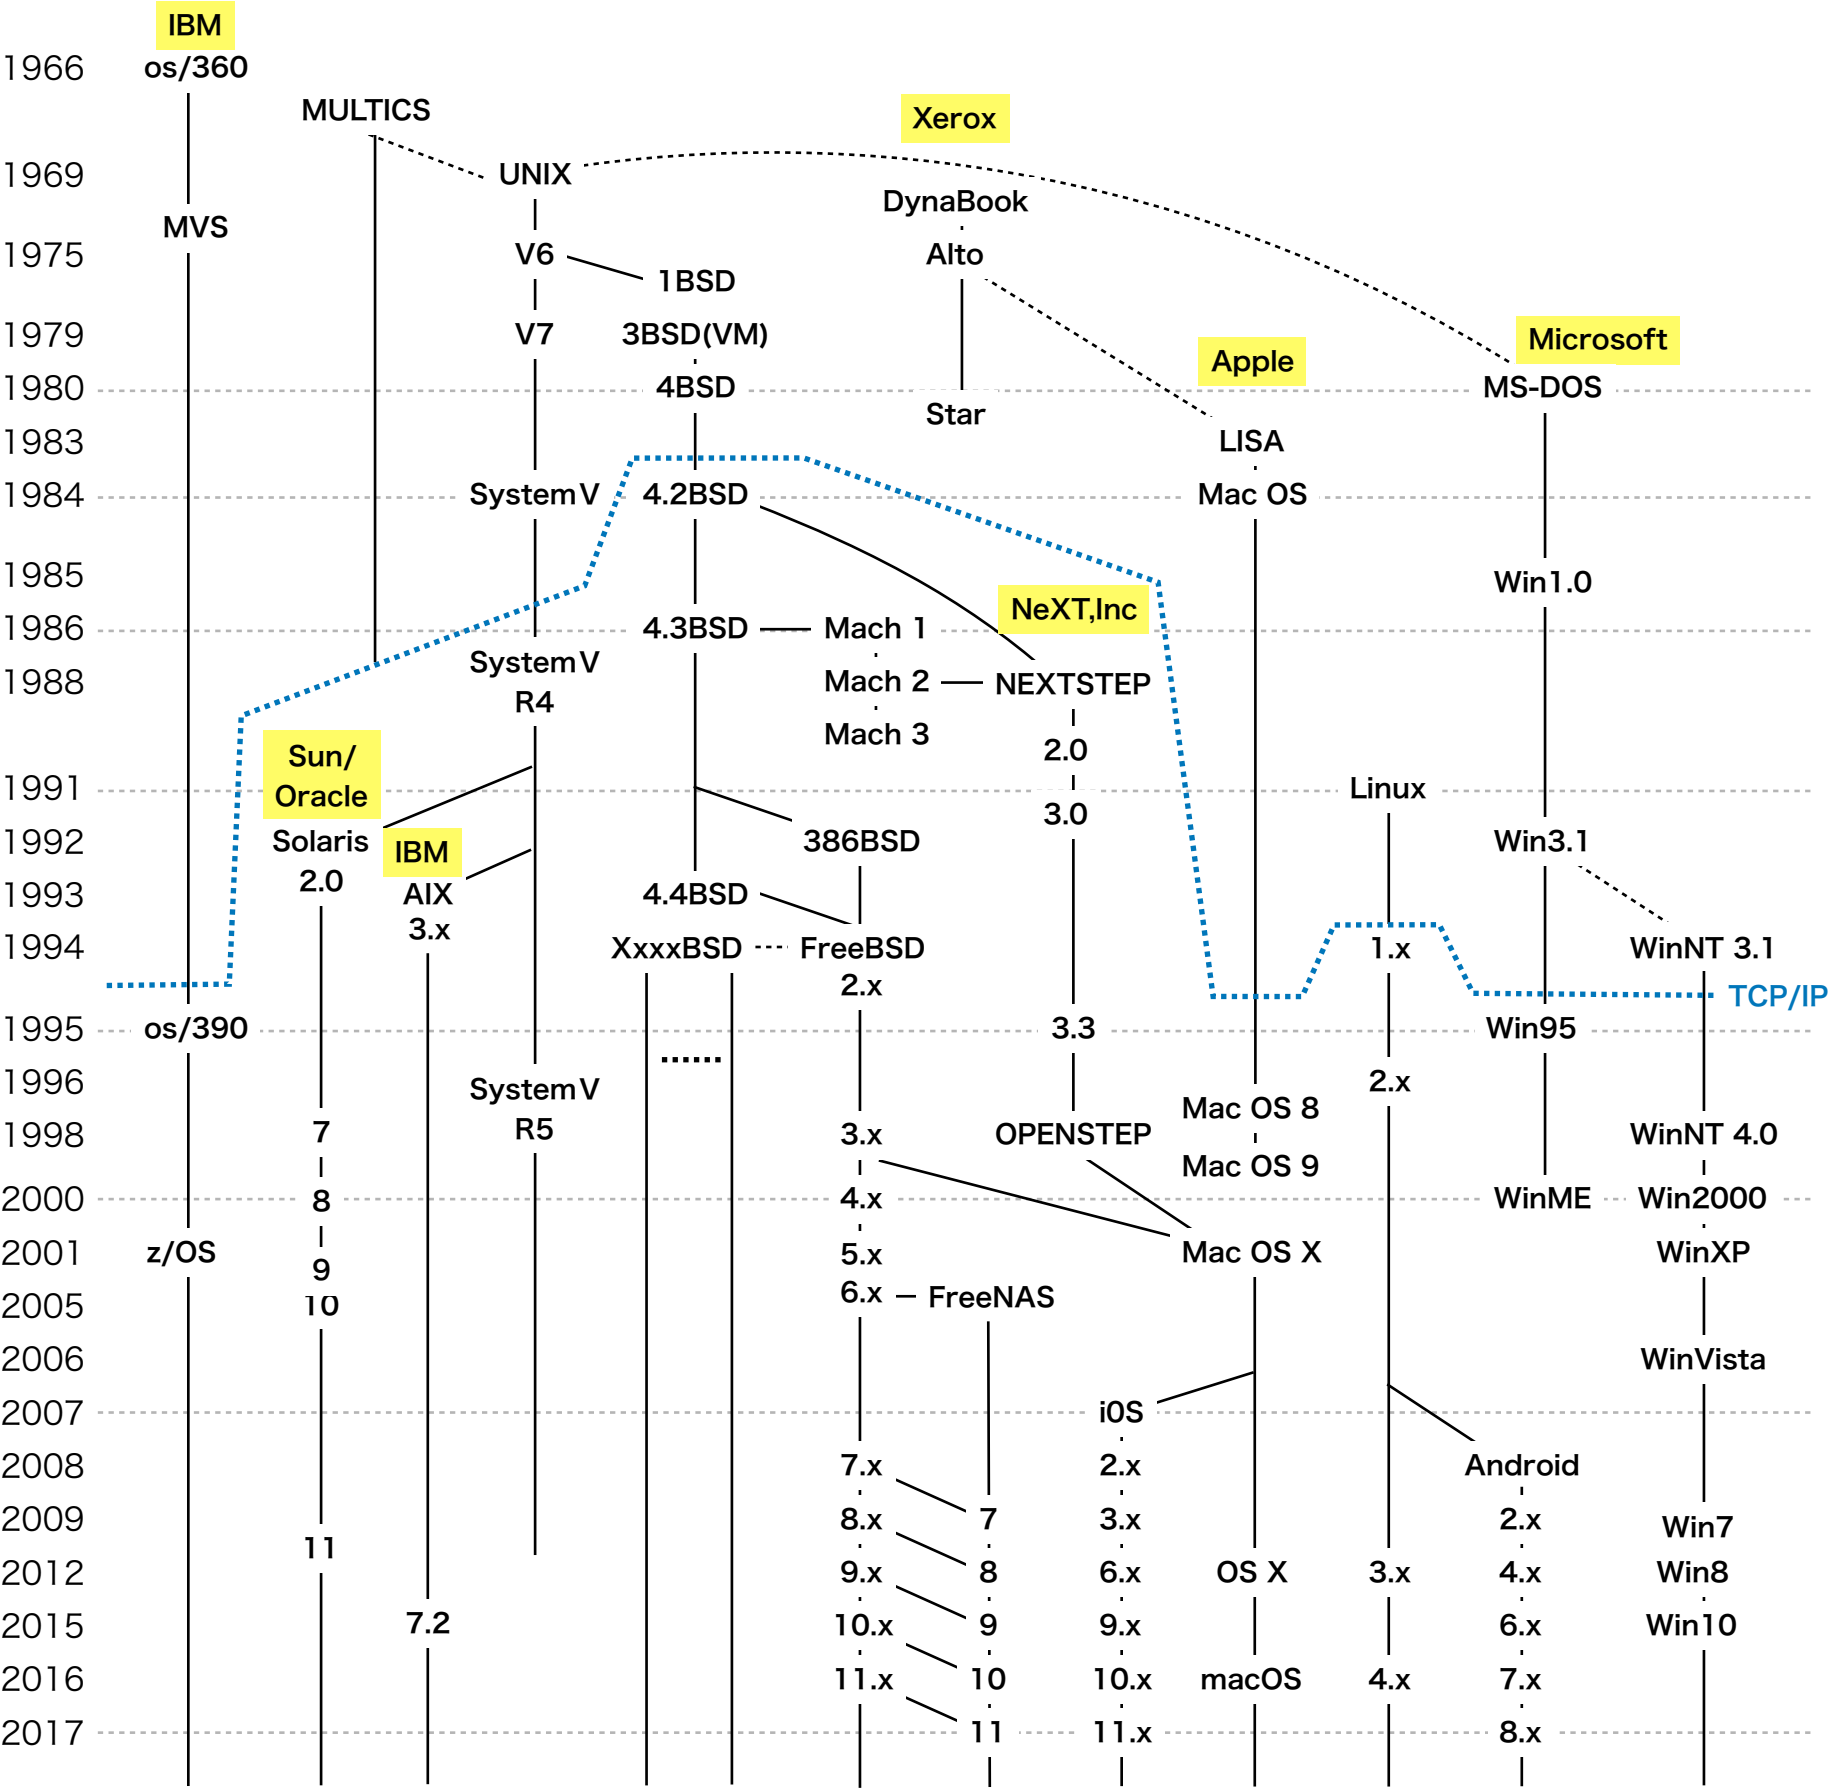 IBM
1966 os/360
MULTICS
Xerox
1969 UNIX
DynaBook
MVS
1975 V6 Alto
1BSD
1979 V7 3BSD(VM) Microsoft
Apple
1980 4BSD MS-DOS
Star
1983 LISA
1984 SystemV 4.2BSD Mac OS
1985 Win1.0
NeXT,Inc
1986 4.3BSD Mach 1
SystemV
1988 Mach 2 NEXTSTEP
R4
Mach 3
Sun/ 2.0
Oracle
1991 Linux
3.0
1992 Solaris 386BSD Win3.1
IBM
2.0
1993 AIX 4.4BSD
3.x
1994 XxxxBSD FreeBSD 1.x WinNT 3.1
2.x
TCP/IP
1995 os/390 3.3 Win95
1996 SystemV 2.x
Mac OS 8
1998 7 R5 3.x OPENSTEP WinNT 4.0
Mac OS 9
2000 8 4.x WinME Win2000
2001 z/OS 5.x Mac OS X WinXP
9
6.x FreeNAS
2005 10
2006 WinVista
2007 i0S
2008 7.x 2.x Android
2009 8.x 7 3.x 2.x Win7
11
2012 9.x 8 6.x OS X 3.x 4.x Win8
2015 7.2 10.x 9 9.x 6.x Win10
2016 11.x 10 10.x macOS 4.x 7.x
2017 11 11.x 8.x